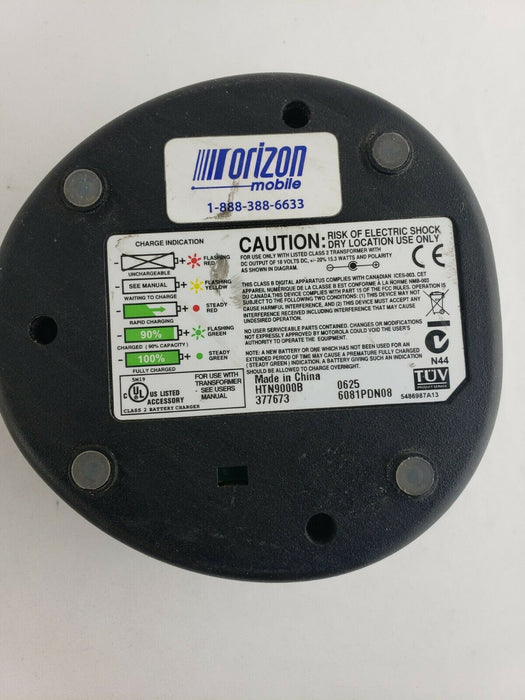 Orizon
mobile
1-888-388-6633
CHARGE INDICATION
FLASHING
RED
UNCHARGEABLE
SEE MANUAL
FLASHING
YELLOW
WAITING TO CHARGE
STEADY
RED
RAPID CHARGING
90%
FLASHING
GREEN
CHARGED (90% CAPACITY)
100%
STEADY
GREEN
FULLY CHARGED
5M19
C UL US LISTED
ACCESSORY
CLASS 2 BATTERY CHARGER
FOR USE WITH
TRANSFORMER
- SEE USERS
MANUAL
CAUTION: RISK OF ELECTRIC SHOCK
DRY LOCATION USE ONLY
FOR USE ONLY WITH LISTED CLASS 2 TRANSFORMER WITH
DC OUTPUT OF 18 VOLTS DC, +/- 20% 15.3 WATTS AND POLARITY
AS SHOWN IN DIAGRAM.
THIS CLASS B DIGITAL APPARATUS COMPLIES WITH CANADIAN ICES-003. CET
APPAREIL NUMERIQUE DE LA CLASSE B EST CONFORME A LA NORME NMB-003
DU CANADA. THIS DEVICE COMPLIES WITH PART 15 OF THE FCC RULES. OPERATION IS
SUBJECT TO THE FOLLOWING TWO CONDITIONS: (1) THIS DEVICE MAY NOT
CAUSE HARMFUL INTERFERENCE, AND (2) THIS DEVICE MUST ACCEPT ANY
INTERFERENCE RECEIVED INCLUDING INTERFERENCE THAT MAY CAUSE
UNDESIRED OPERATION.
NO USER SERVICEABLE PARTS CONTAINED. CHANGES OR MODIFICATIONS
NOT EXPRESSLY APPROVED BY MOTOROLA COULD VOID THE USER'S
AUTHORITY TO OPERATE THE EQUIPMENT.
NOTE: A NEW BATTERY OR ONE WHICH HAS BEEN STORED FOR AN
EXTENDED PERIOD OF TIME MAY CAUSE A PREMATURE FULLY CHARGED
( STEADY GREEN ) INDICATION. A BATTERY GIVING SUCH AN INDICATION
SHOULD BE ALLOWED TO CHARGE OVERNIGHT.
Made in China
HTN9000B 0625
377673 6081PDN08
CE
N44
TÜV
PRODUCT SERVICE
5486987A13